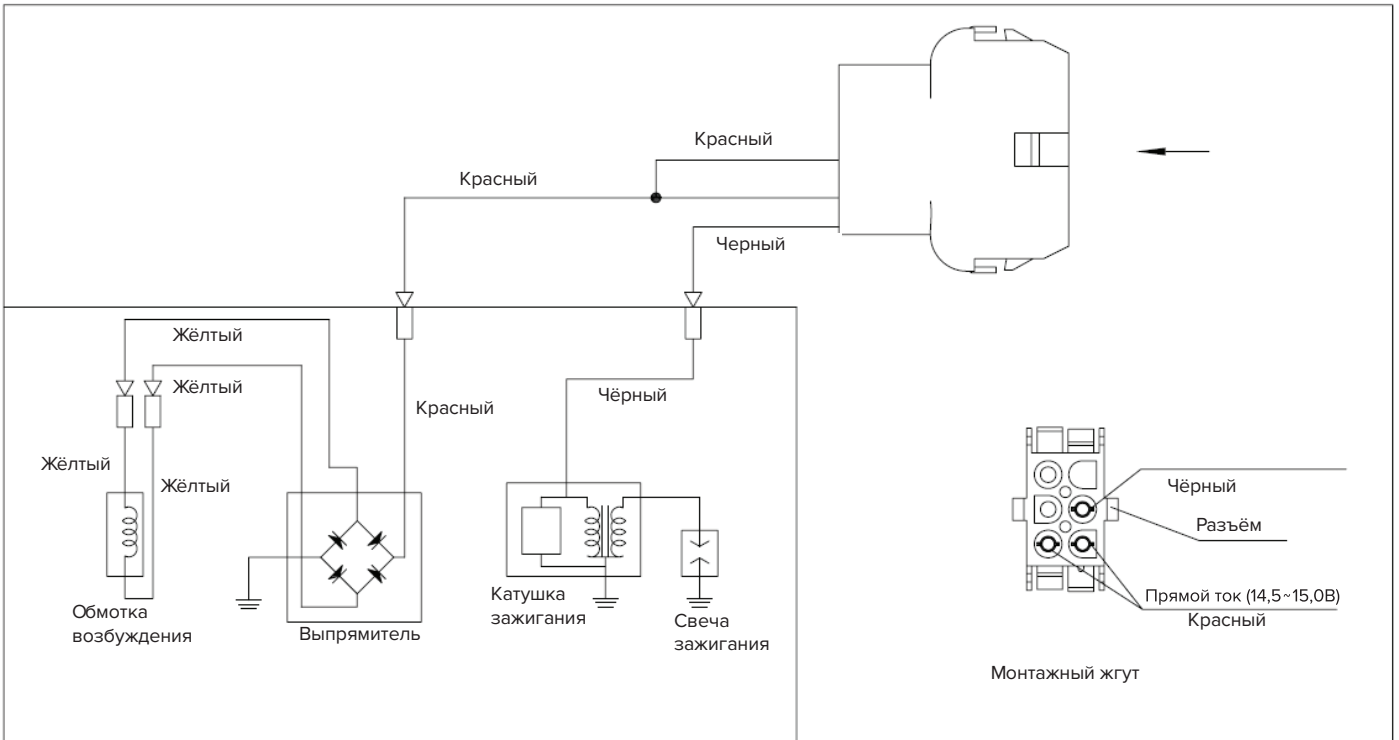 Красный
Красный
Черный
Жёлтый
Жёлтый
Красный
Чёрный
Жёлтый
Жёлтый
Обмотка
возбуждения
Выпрямитель
Катушка
зажигания
Свеча
зажигания
Чёрный
Разъём
Прямой ток (14,5~15,0В)
Красный
Монтажный жгут